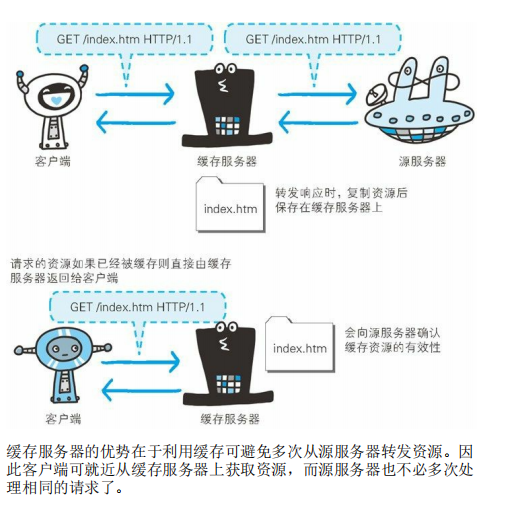 GET /index.htm HTTP/1.1
GET /index.htm HTTP/1.1
客户端
缓存服务器
源服务器
index.htm
转发响应时，复制资源后
保存在缓存服务器上
请求的资源如果已经被缓存则直接由缓存
服务器返回给客户端
GET /index.htm HTTP/1.1
index.htm
会向源服务器确认
缓存资源的有效性
客户端
缓存服务器
缓存服务器的优势在于利用缓存可避免多次从源服务器转发资源。因
此客户端可就近从缓存服务器上获取资源，而源服务器也不必多次处
理相同的请求了。